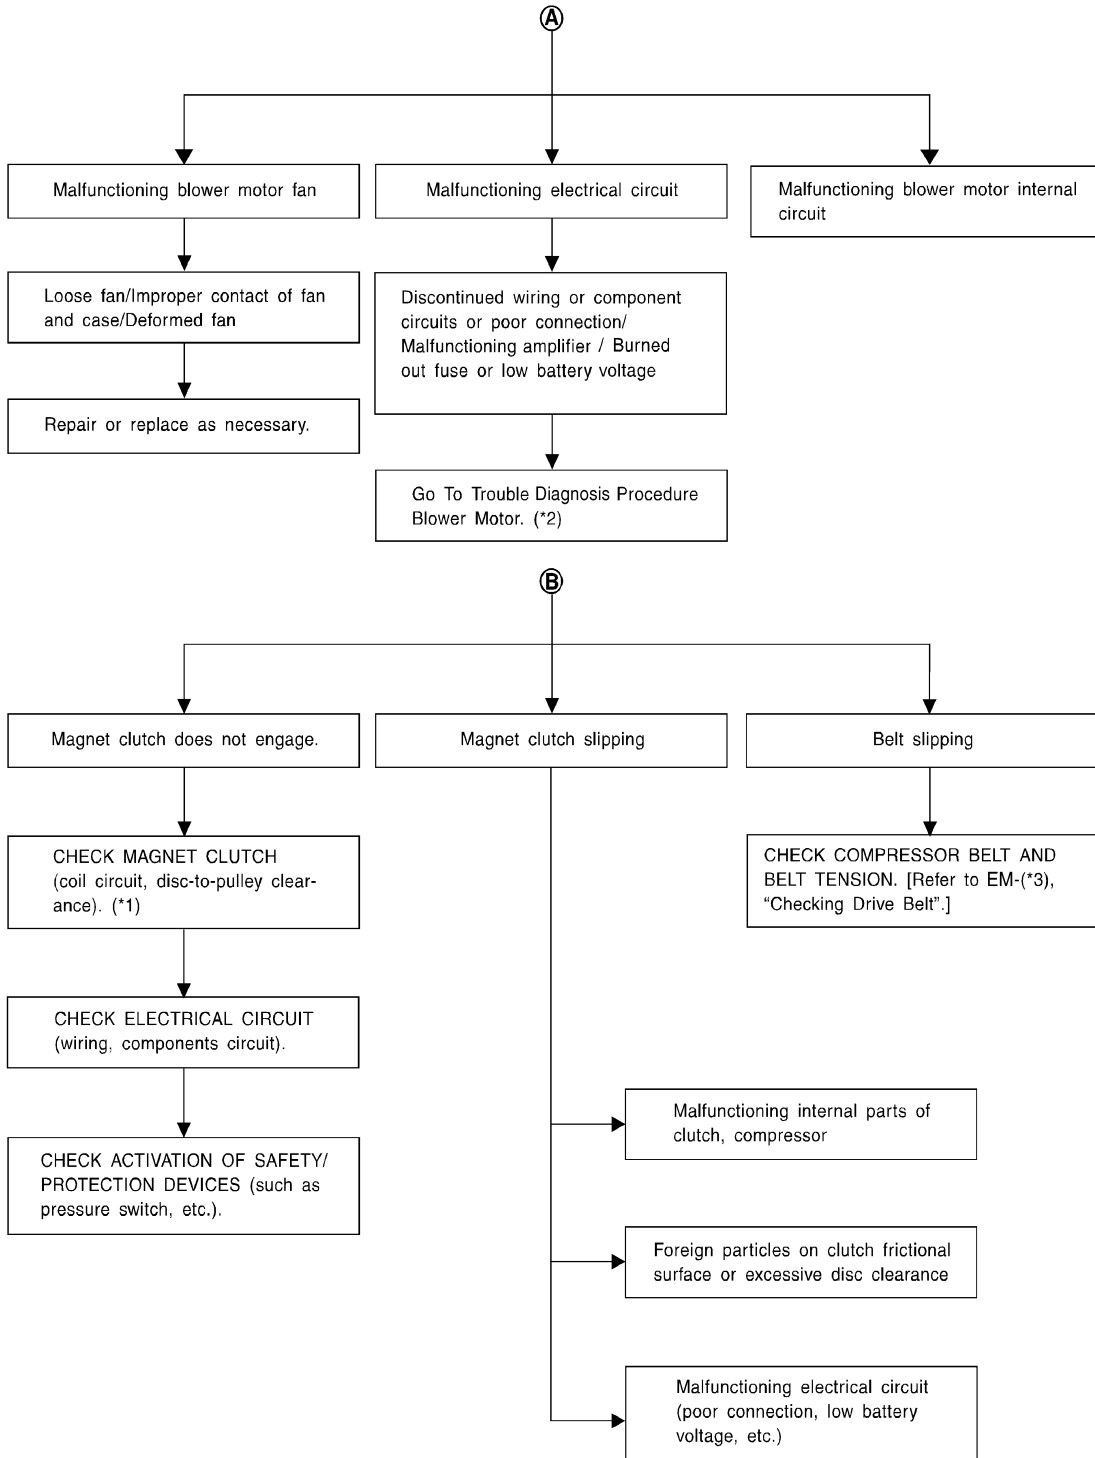 A
Malfunctioning blower motor fan
Malfunctioning electrical circuit
Malfunctioning blower motor internal
circuit
Loose fan/Improper contact of fan
and case/Deformed fan
Discontinued wiring or component
circuits or poor connection/
Malfunctioning amplifier / Burned
out fuse or low battery voltage
Repair or replace as necessary.
Go To Trouble Diagnosis Procedure
Blower Motor. (*2)
B
Magnet clutch does not engage.
Magnet clutch slipping
Belt slipping
CHECK MAGNET CLUTCH
(coil circuit, disc-to-pulley clear-
ance). (*1)
CHECK COMPRESSOR BELT AND
BELT TENSION. [Refer to EM-(*3),
“Checking Drive Belt”.]
CHECK ELECTRICAL CIRCUIT
(wiring, components circuit).
CHECK ACTIVATION OF SAFETY/
PROTECTION DEVICES (such as
pressure switch, etc.).
Malfunctioning internal parts of
clutch, compressor
Foreign particles on clutch frictional
surface or excessive disc clearance
Malfunctioning electrical circuit
(poor connection, low battery
voltage, etc.)